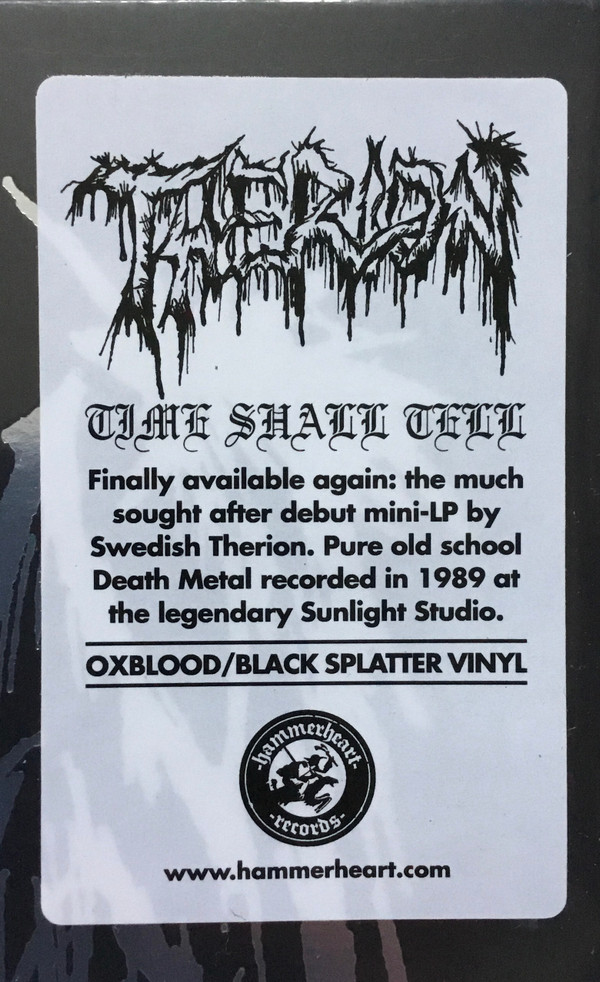 THERION
TIME SHALL TELL
Finally available again: the much
sought after debut mini-LP by
Swedish Therion. Pure old school
Death Metal recorded in 1989 at
the legendary Sunlight Studio.
OXBLOOD/BLACK SPLATTER VINYL
-hammerheart-
-records-
www.hammerheart.com